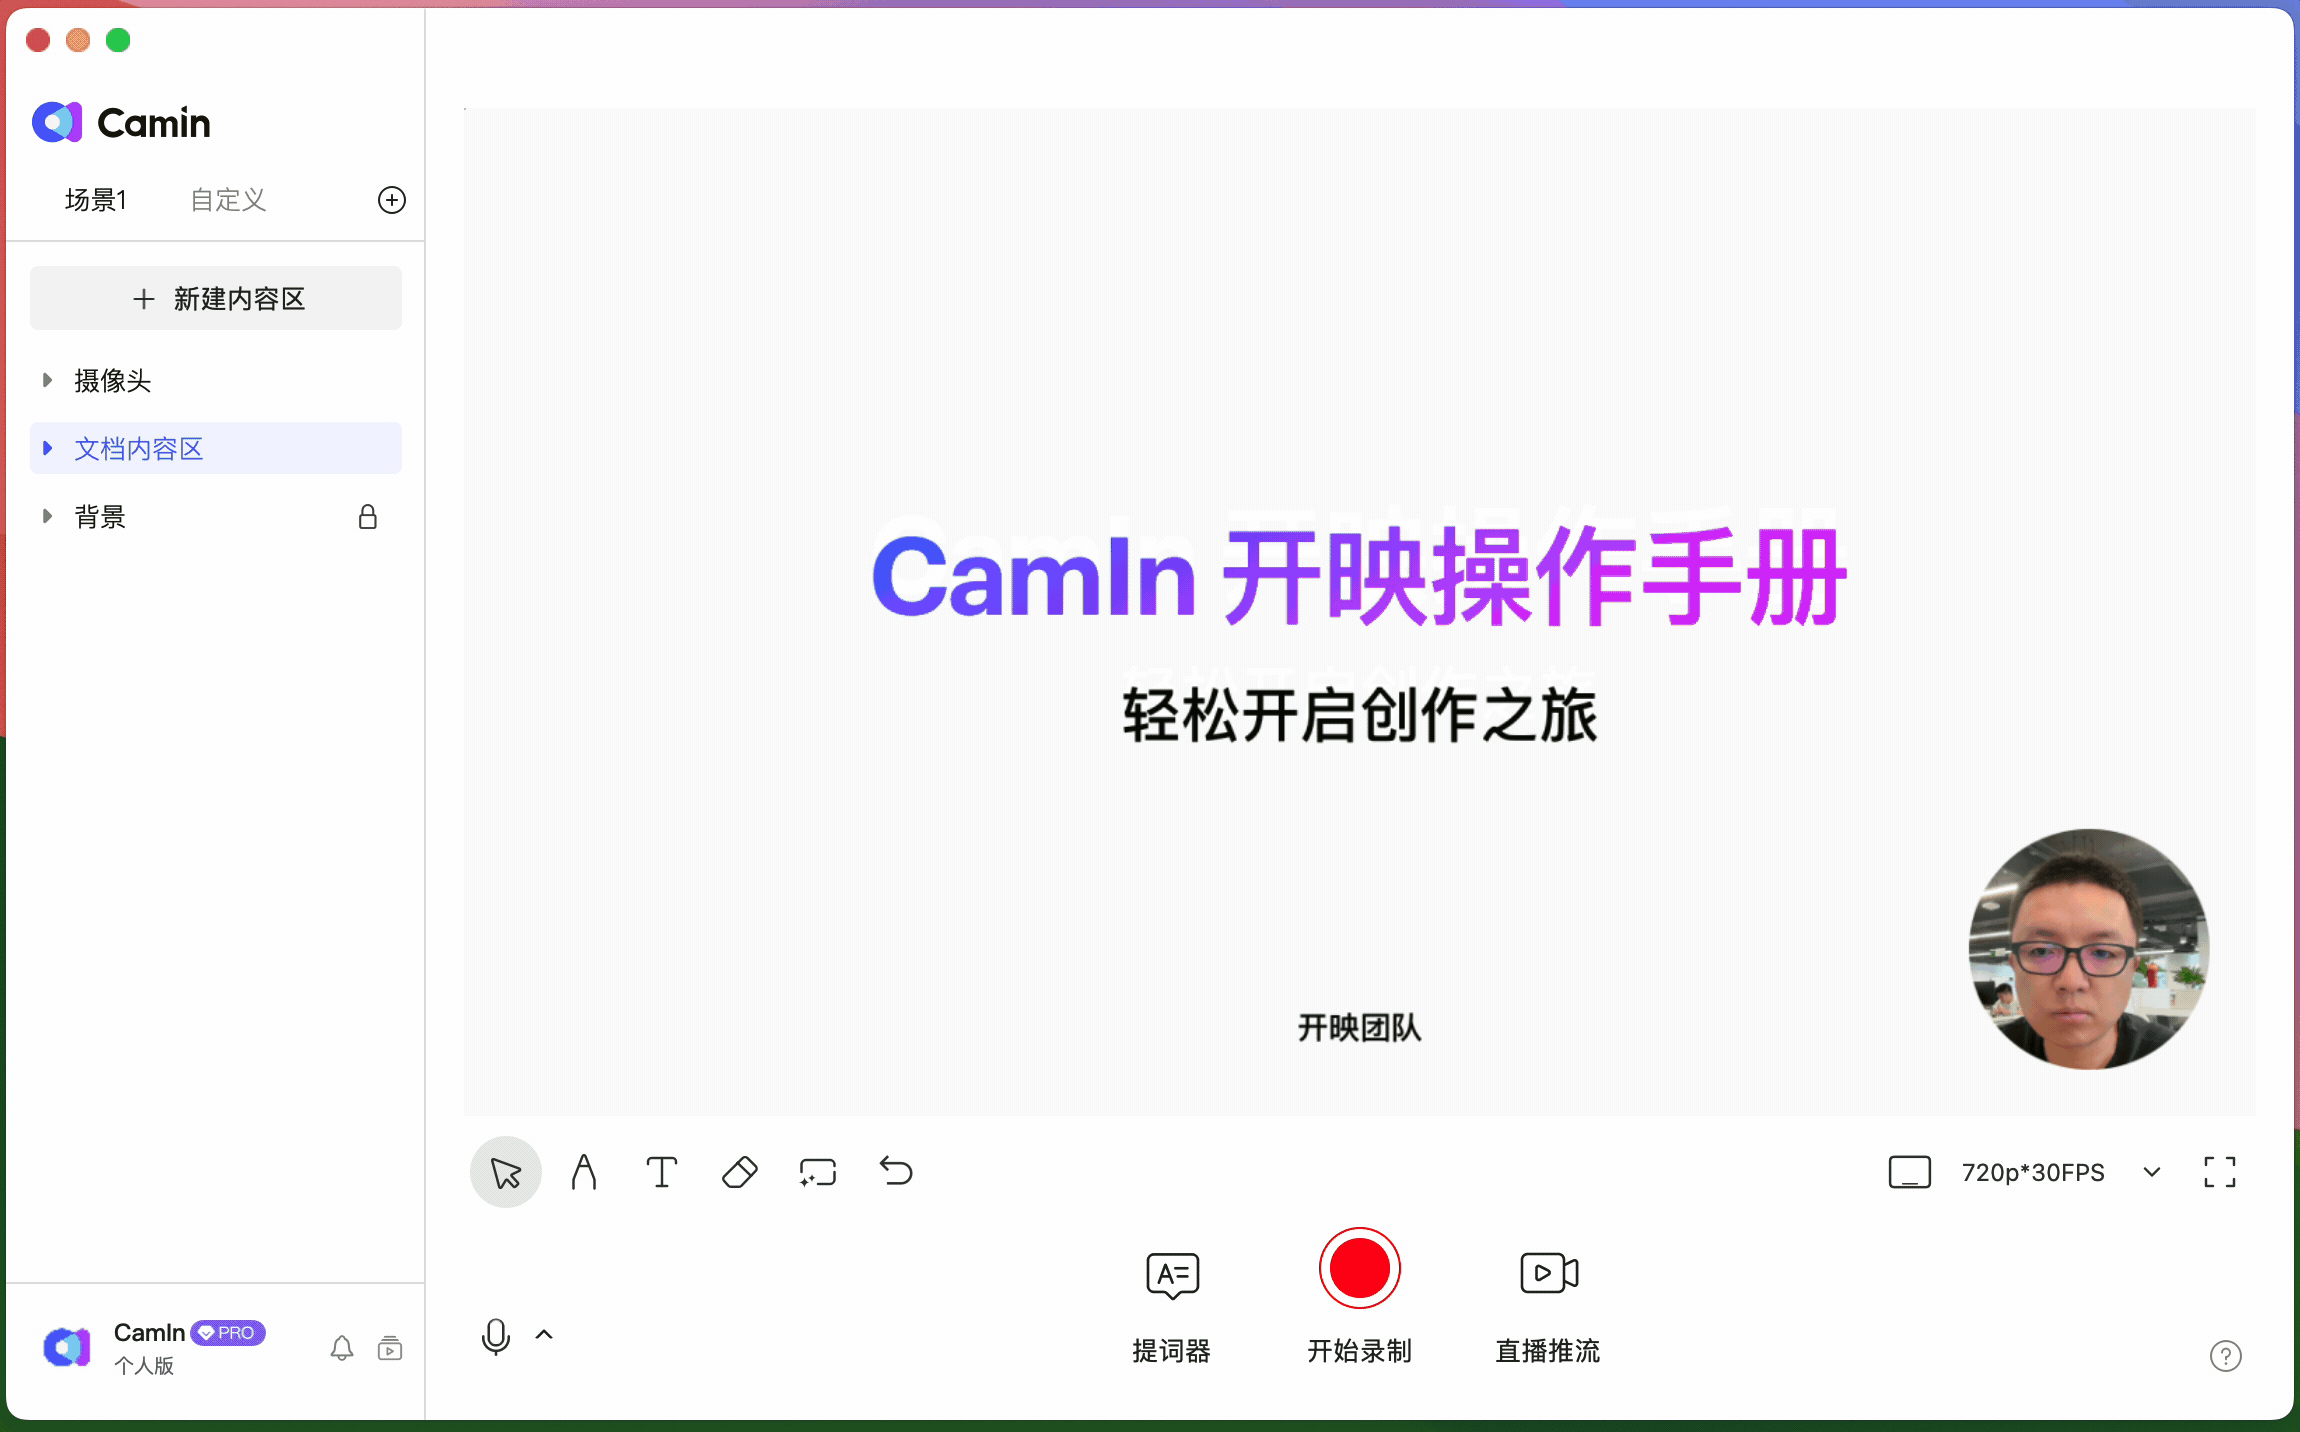 Camin
场景1 自定义
新建内容区
摄像头
文档内容区
背景
CamIn 开映操作手册
轻松开启创作之旅
开映团队
T
720p*30FPS
A
提词器
开始录制
直播推流
CamIn PRO
个人版
?